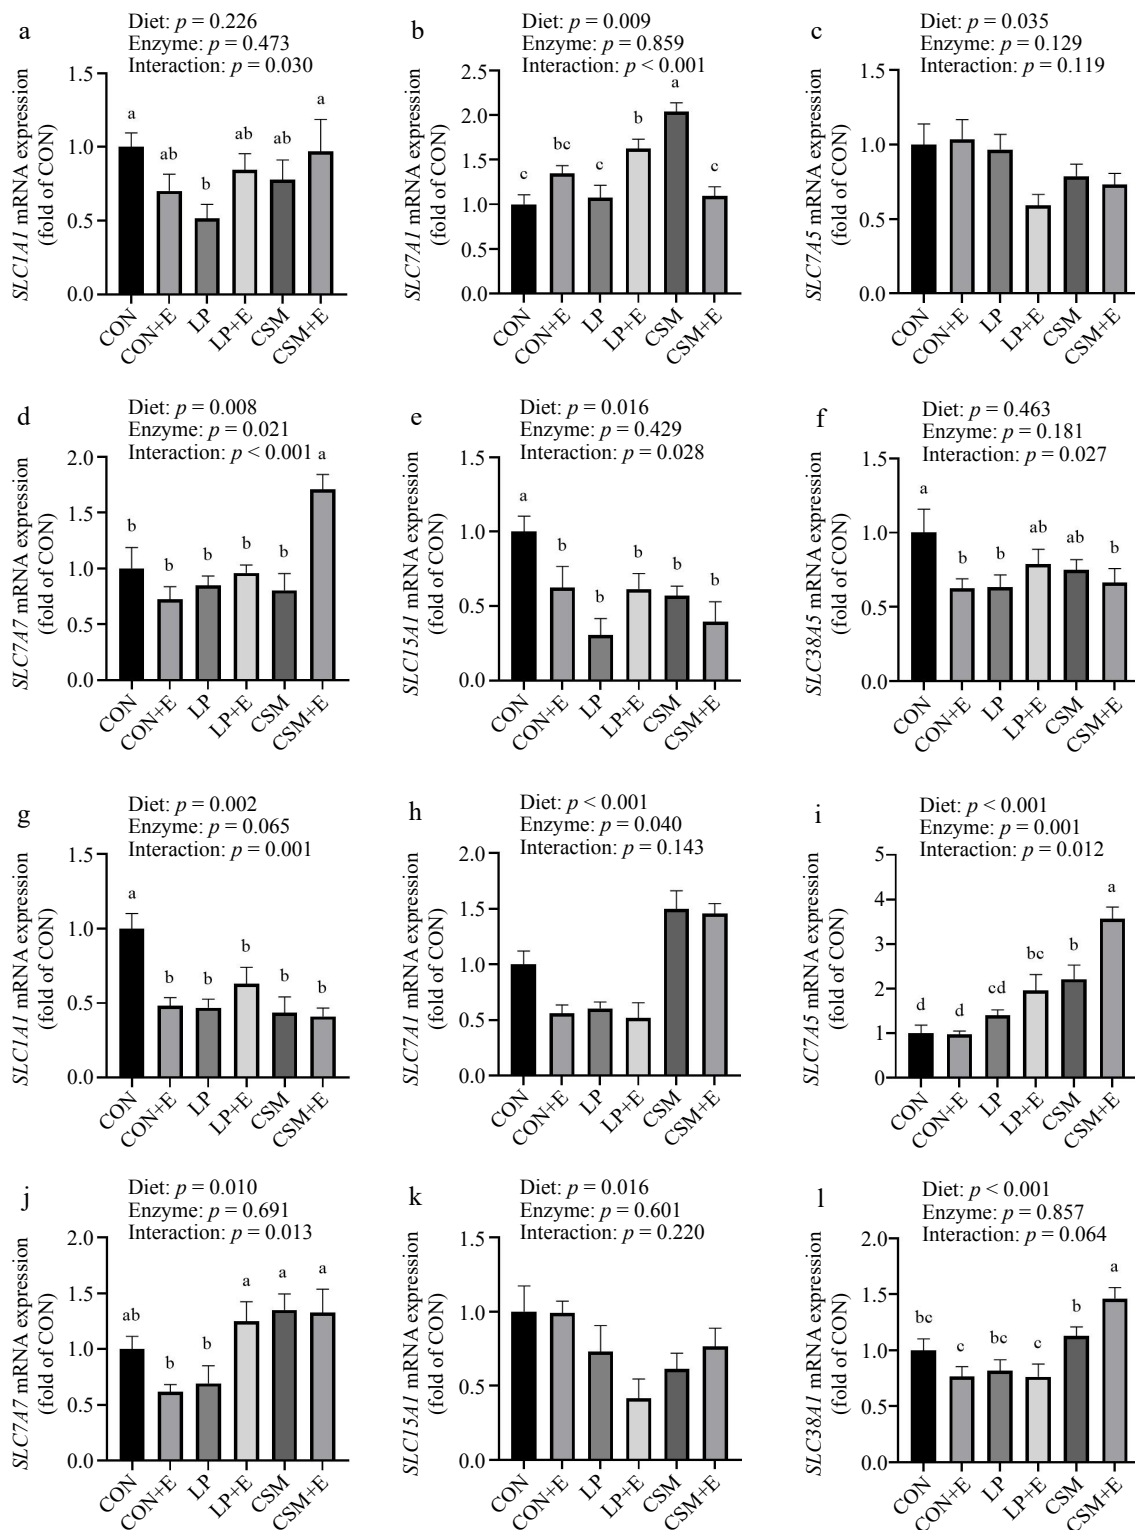 a
Diet: p = 0.226
Enzyme: p = 0.473
Interaction: p = 0.030
SLC1A1 mRNA expression
(fold of CON)
1.5
1.0
0.5
0.0
a
ab
b
ab
ab
a
CON
CON+E
LP
LP+E
CSM
CSM+E
b
Diet: p = 0.009
Enzyme: p = 0.859
Interaction: p < 0.001
SLC7A1 mRNA expression
(fold of CON)
2.5
2.0
1.5
1.0
0.5
0.0
c
bc
c
b
a
c
CON
CON+E
LP
LP+E
CSM
CSM+E
c
Diet: p = 0.035
Enzyme: p = 0.129
Interaction: p = 0.119
SLC7A5 mRNA expression
(fold of CON)
1.5
1.0
0.5
0.0
CON
CON+E
LP
LP+E
CSM
CSM+E
d
Diet: p = 0.008
Enzyme: p = 0.021
Interaction: p < 0.001
SLC7A7 mRNA expression
(fold of CON)
2.0
1.5
1.0
0.5
0.0
b
b
b
b
b
a
CON
CON+E
LP
LP+E
CSM
CSM+E
e
Diet: p = 0.016
Enzyme: p = 0.429
Interaction: p = 0.028
SLC15A1 mRNA expression
(fold of CON)
1.5
1.0
0.5
0.0
a
b
b
b
b
b
CON
CON+E
LP
LP+E
CSM
CSM+E
f
Diet: p = 0.463
Enzyme: p = 0.181
Interaction: p = 0.027
SLC38A5 mRNA expression
(fold of CON)
1.5
1.0
0.5
0.0
a
b
b
ab
ab
b
CON
CON+E
LP
LP+E
CSM
CSM+E
g
Diet: p = 0.002
Enzyme: p = 0.065
Interaction: p = 0.001
SLC1A1 mRNA expression
(fold of CON)
1.5
1.0
0.5
0.0
a
b
b
b
b
b
CON
CON+E
LP
LP+E
CSM
CSM+E
h
Diet: p < 0.001
Enzyme: p = 0.040
Interaction: p = 0.143
SLC7A1 mRNA expression
(fold of CON)
2.0
1.5
1.0
0.5
0.0
CON
CON+E
LP
LP+E
CSM
CSM+E
i
Diet: p < 0.001
Enzyme: p = 0.001
Interaction: p = 0.012
SLC7A5 mRNA expression
(fold of CON)
5
4
3
2
1
0
d
d
cd
bc
b
a
CON
CON+E
LP
LP+E
CSM
CSM+E
j
Diet: p = 0.010
Enzyme: p = 0.691
Interaction: p = 0.013
SLC7A7 mRNA expression
(fold of CON)
2.0
1.5
1.0
0.5
0.0
ab
b
b
a
a
a
CON
CON+E
LP
LP+E
CSM
CSM+E
k
Diet: p = 0.016
Enzyme: p = 0.601
Interaction: p = 0.220
SLC15A1 mRNA expression
(fold of CON)
1.5
1.0
0.5
0.0
CON
CON+E
LP
LP+E
CSM
CSM+E
l
Diet: p < 0.001
Enzyme: p = 0.857
Interaction: p = 0.064
SLC38A1 mRNA expression
(fold of CON)
2.0
1.5
1.0
0.5
0.0
bc
c
bc
c
b
a
CON
CON+E
LP
LP+E
CSM
CSM+E